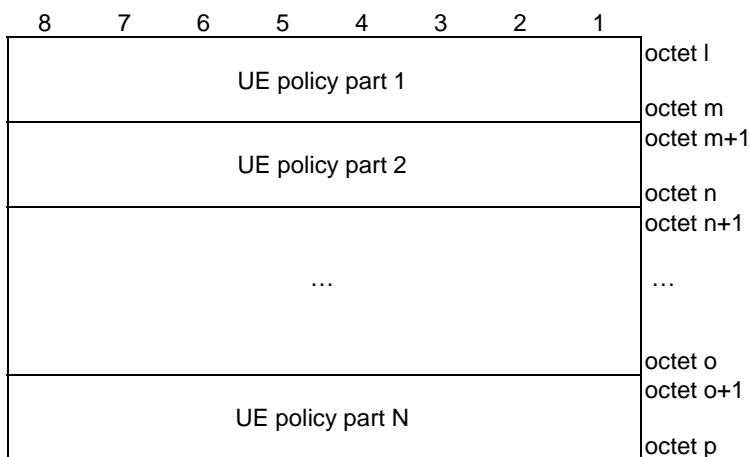 8 7 6 5 4 3 2 1
octet l
UE policy part 1
octet m
octet m+1
UE policy part 2
octet n
octet n+1
… …
octet o
octet o+1
UE policy part N
octet p